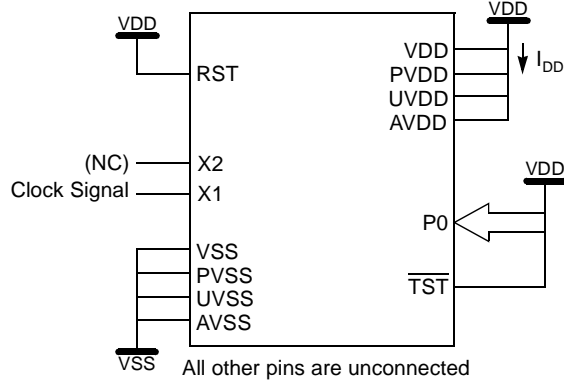 VDD
RST
(NC)
X2
Clock Signal
X1
VSS
PVSS
UVSS
AVSS
VSS
VDD
VDD
PVDD
UVDD
AVDD
IDD
VDD
P0
TST
All other pins are unconnected